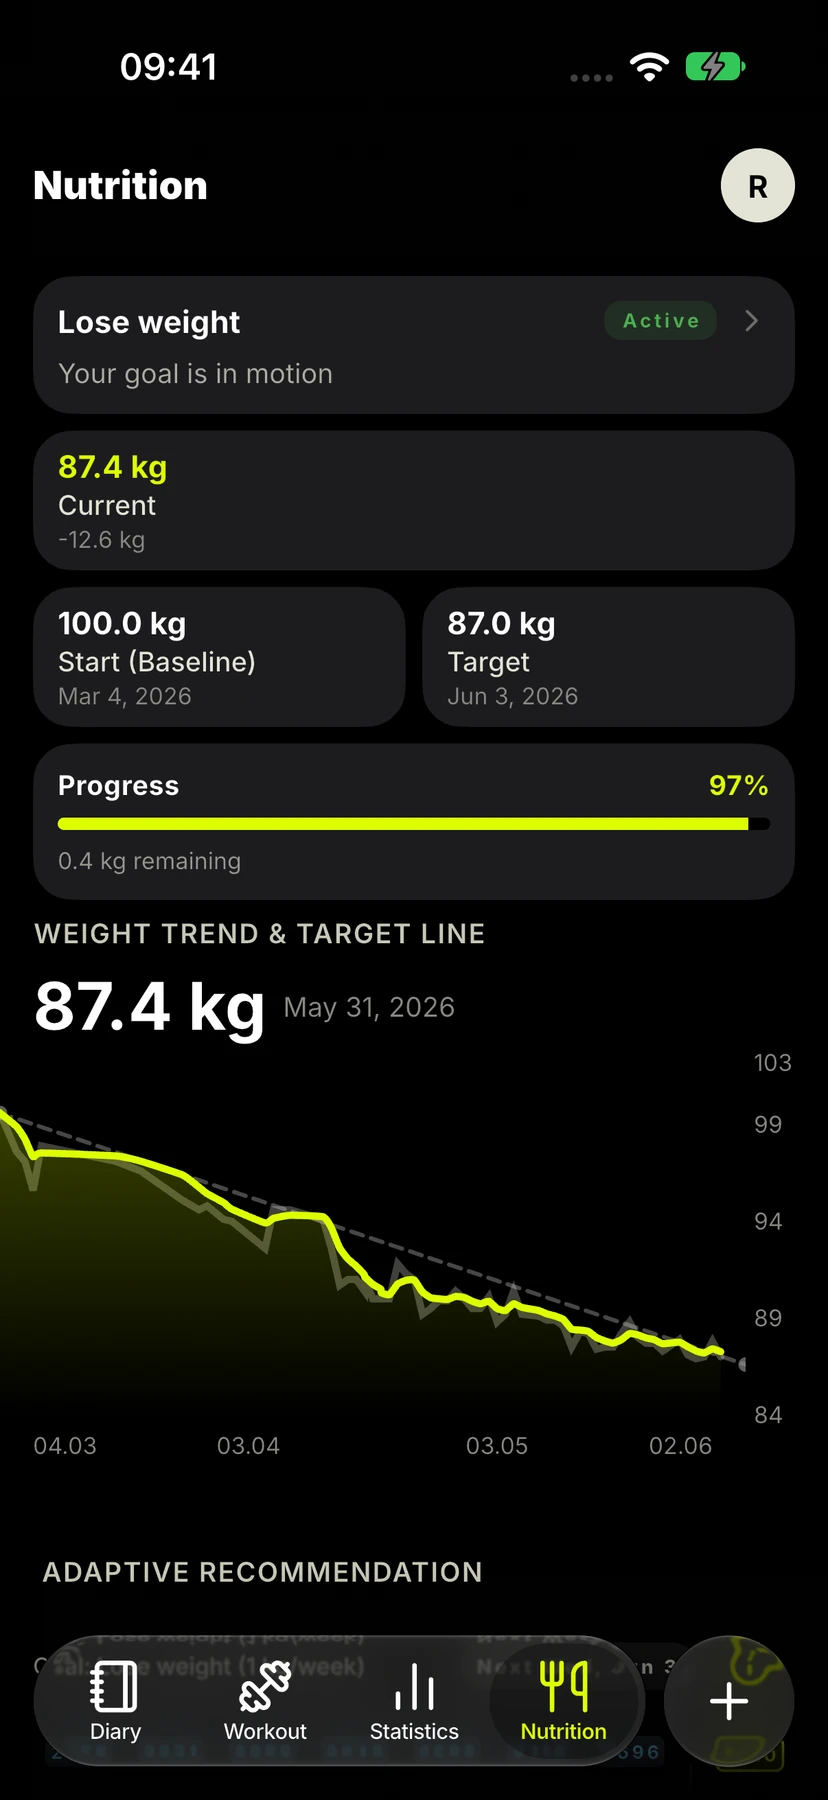 09:41
Nutrition
R
Lose weight
Active
Your goal is in motion
87.4 kg
Current
-12.6 kg
100.0 kg
Start (Baseline)
Mar 4, 2026
87.0 kg
Target
Jun 3, 2026
Progress
97%
0.4 kg remaining
WEIGHT TREND & TARGET LINE
87.4 kg
May 31, 2026
103
99
94
89
84
04.03
03.04
03.05
02.06
ADAPTIVE RECOMMENDATION
weight (1
/week)
Diary
Workout
Statistics
Nutrition